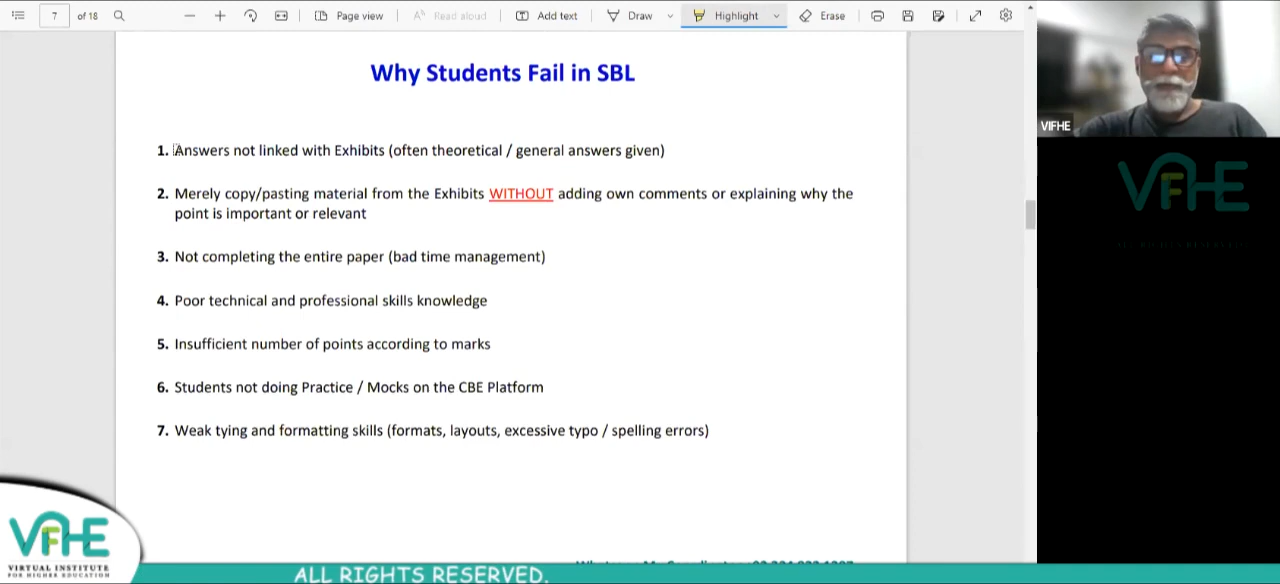 7 of 18 Page view Read aloud Add text Draw Highlight Erase
VIFHE
Why Students Fail in SBL
1. Answers not linked with Exhibits (often theoretical / general answers given)
2. Merely copy/pasting material from the Exhibits WITHOUT adding own comments or explaining why the
point is important or relevant
3. Not completing the entire paper (bad time management)
4. Poor technical and professional skills knowledge
5. Insufficient number of points according to marks
6. Students not doing Practice / Mocks on the CBE Platform
7. Weak tying and formatting skills (formats, layouts, excessive typo / spelling errors)
VFHE
ALL RIGHTS RESERVED
VFHE
VIRTUAL INSTITUTE
FOR HIGHER EDUCATION
ALL RIGHTS RESERVED.